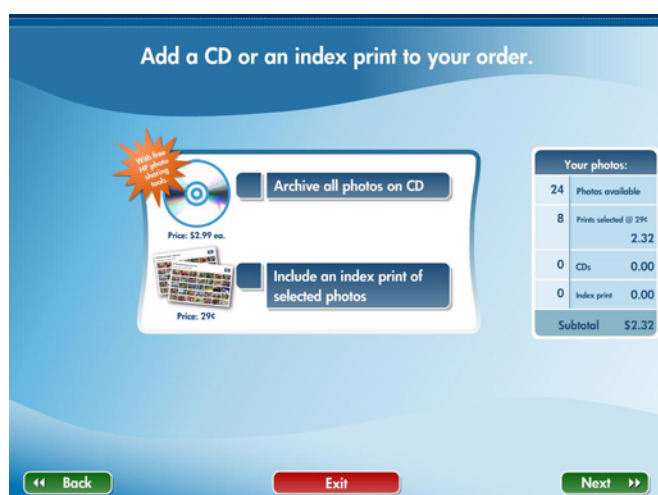 Add a CD or an index print to your order.
With free
HP photo
sharing
tools.
Archive all photos on CD
Price: $2.99 ea.
Include an index print of
selected photos
Price: 29¢
Your photos:
24 Photos available
8 Prints selected @ 29¢
2.32
0 CDs 0.00
0 Index print 0.00
Subtotal $2.32
Back
Exit
Next